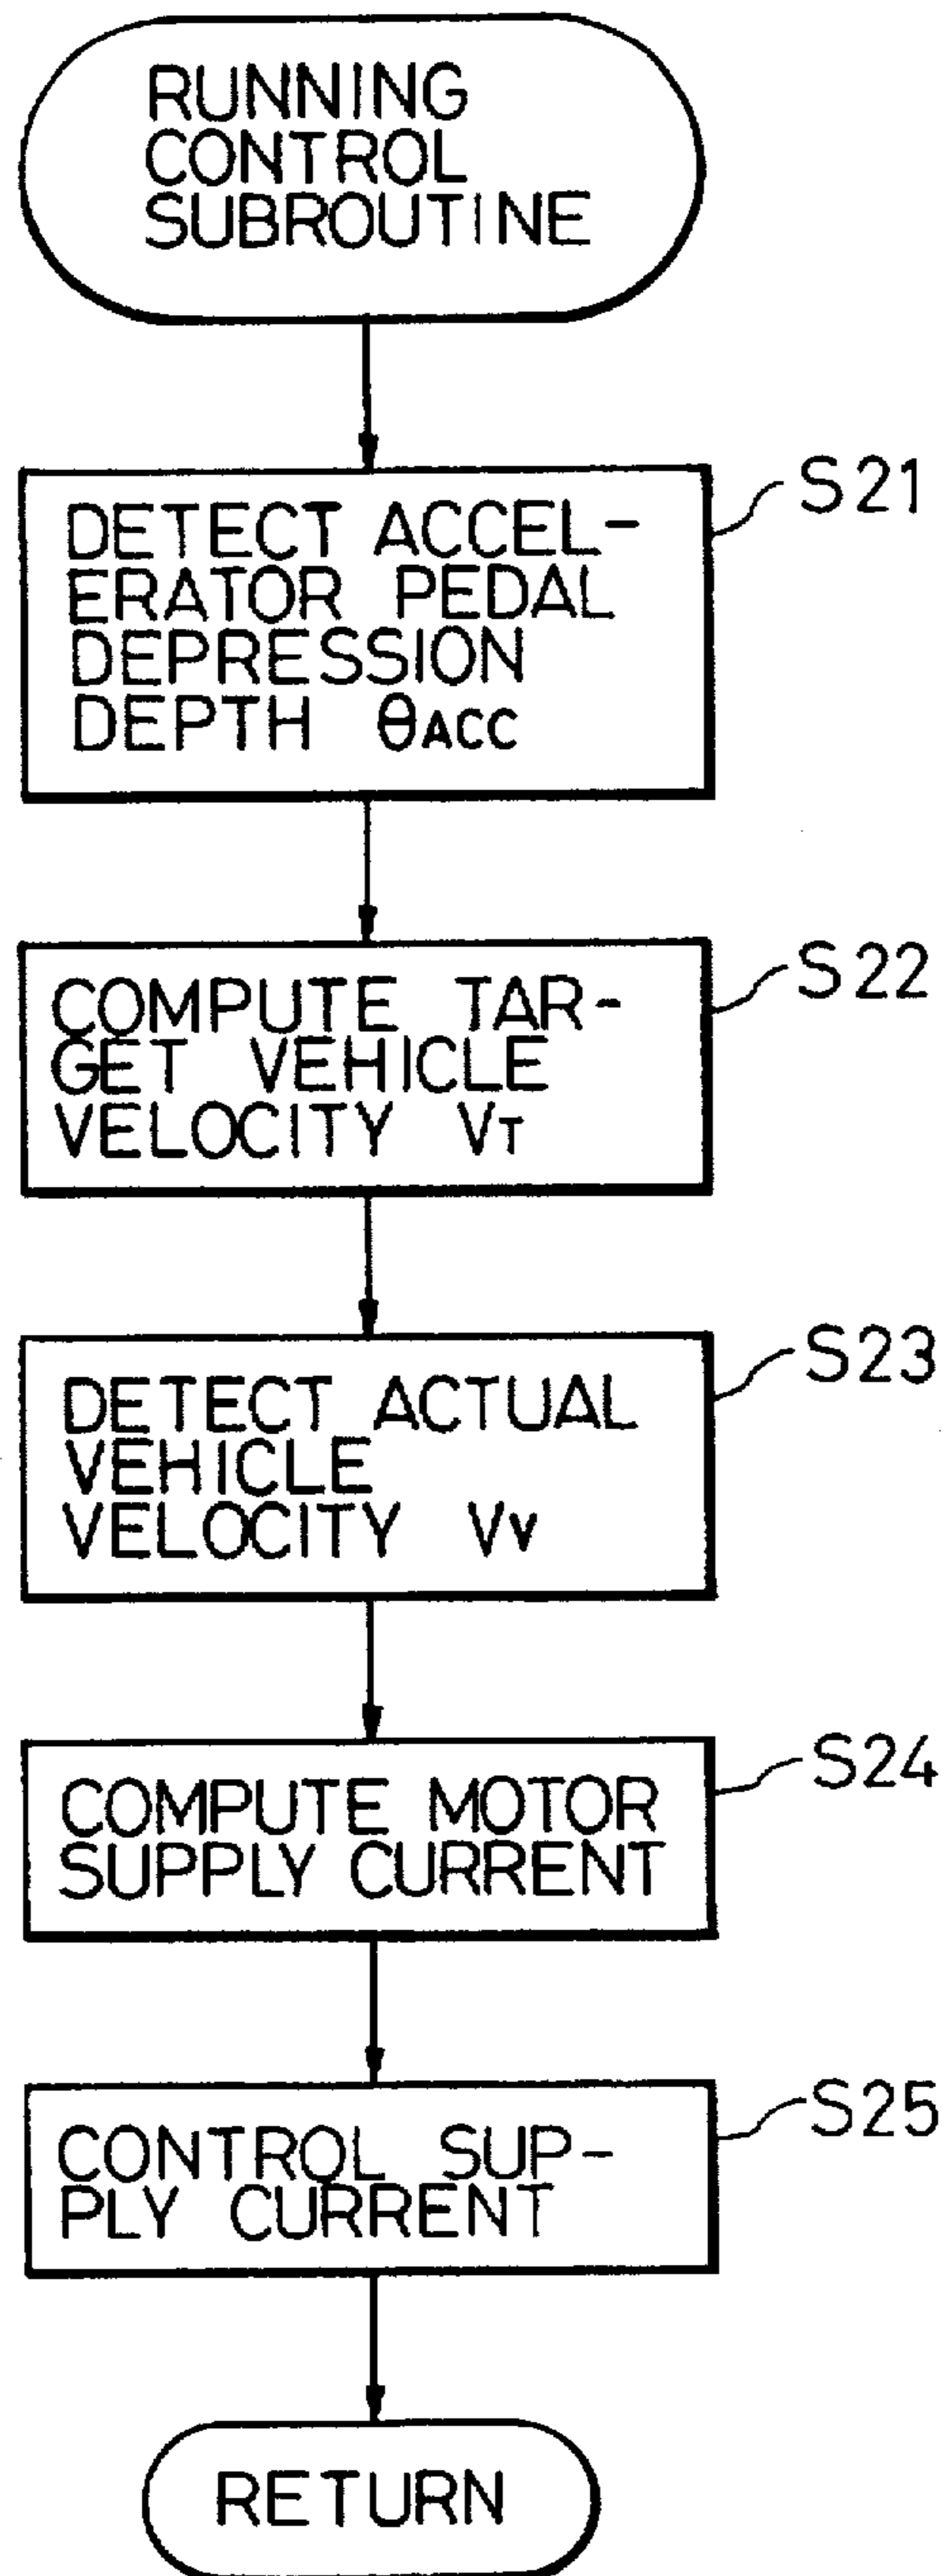 RUNNING
CONTROL
SUBROUTINE
S21
DETECT ACCEL-
ERATOR PEDAL
DEPRESSION
DEPTH θACC
S22
COMPUTE TAR-
GET VEHICLE
VELOCITY VT
S23
DETECT ACTUAL
VEHICLE
VELOCITY VV
S24
COMPUTE MOTOR
SUPPLY CURRENT
S25
CONTROL SUP-
PLY CURRENT
RETURN